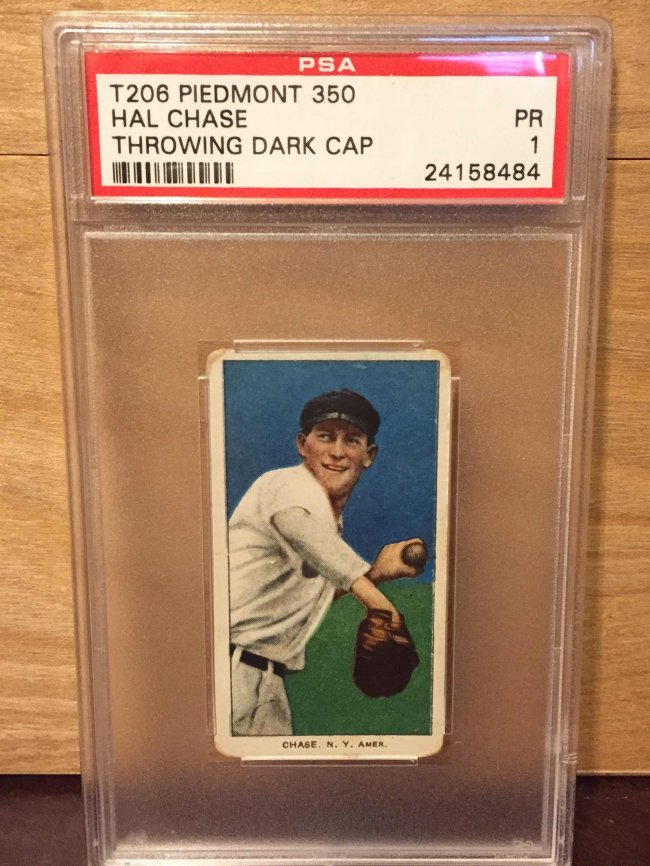 PSA
T206 PIEDMONT 350
HAL CHASE PR
THROWING DARK CAP 1
24158484
CHASE, N. Y. AMER.